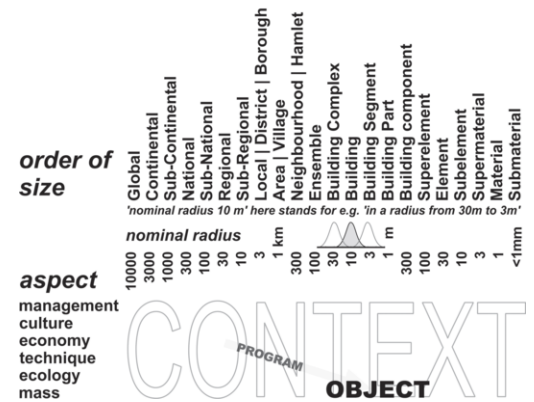 order of
size
Global
Continental
Sub-Continental
National
Sub-National
Regional
Sub-Regional
Local | District | Borough
Area | Village
Neighbourhood | Hamlet
Ensemble
Building Complex
Building
Building Segment
Building Part
Building component
Superelement
Element
Subelement
Supermaterial
Material
Submaterial
'nominal radius 10 m' here stands for e.g. 'in a radius from 30m to 3m'
nominal radius
10000
3000
1000
300
100
30
10
3
1 km
300
100
30
10
3
1 m
300
100
30
10
3
1
<1mm
aspect
management
culture
economy
technique
ecology
mass
CONTEXT
PROGRAM
OBJECT